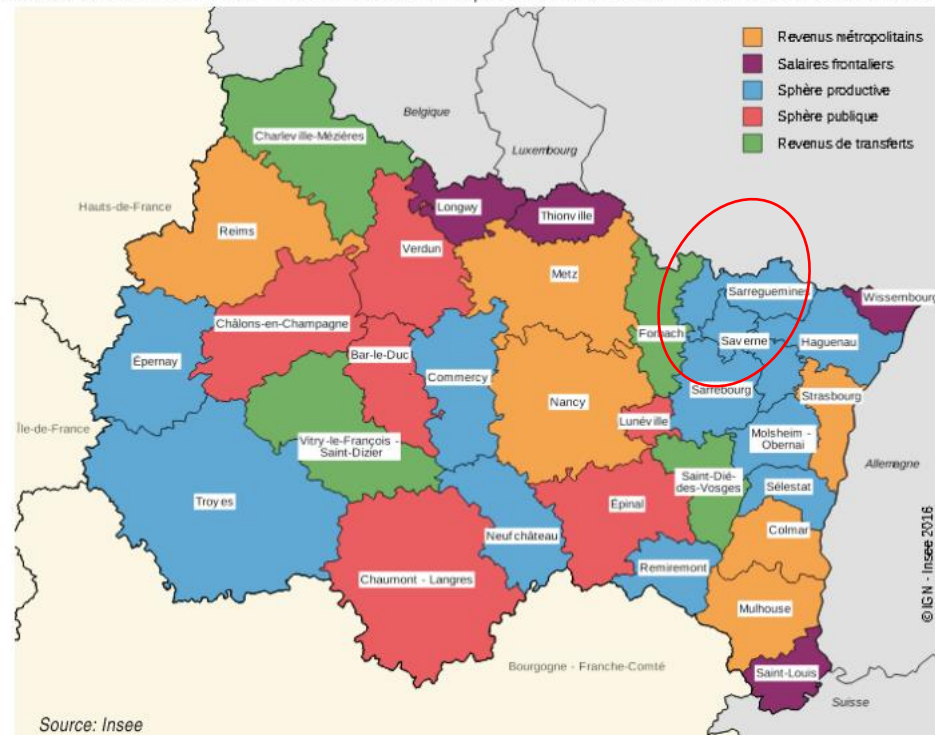 Revenus métropolitains
Salaires frontaliers
Sphère productive
Sphère publique
Revenus de transferts
Belgique
Luxembourg
Charleville-Mézières
Hauts-de-France
Reims
Longwy
Thionville
Verdun
Metz
Sarreguemines
Wissembourg
Châlons-en-Champagne
Forbach
Saverne
Haguenau
Épernay
Bar-le-Duc
Commercy
Sarrebourg
Strasbourg
Nancy
Lunéville
Île-de-France
Vitry-le-François -
Saint-Dizier
Molsheim -
Obernai
Allemagne
Troyes
Saint-Dié-
des-Vosges
Sélestat
Épinal
Colmar
Neufchâteau
Remiremont
Chaumont - Langres
Mulhouse
Bourgogne - Franche-Comté
Saint-Louis
Suisse
Source: Insee
©IGN - Insee 2016